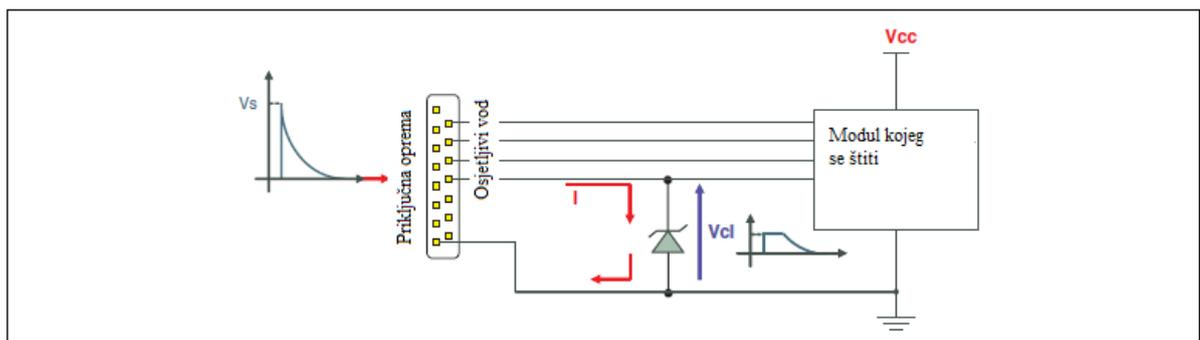 Vcc
Vs
Priključna oprema
Osjetljivi vod
Modul kojeg
se štiti
I
Vcl